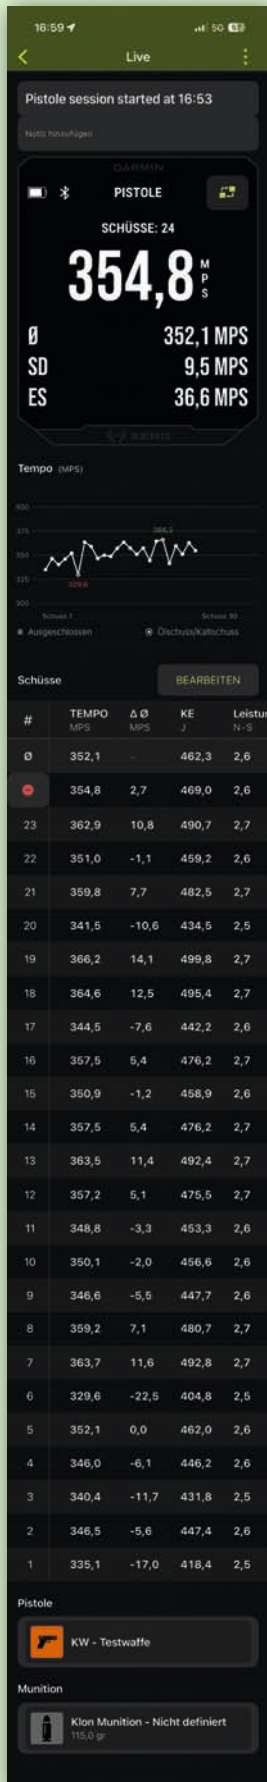 16:59
5G
Live
Pistole session started at 16:53
Notiz hinzufügen
GARMIN
PISTOLE
SCHÜSSE: 24
354,8 MPS
Ø 352,1 MPS
SD 9,5 MPS
ES 36,6 MPS
XERO
Tempo (MPS)
400
375
350
325
300
366,2
329,6
Schuss 1
Schuss 30
Ausgeschlossen
Ölschuss/Kaltschuss
Schüsse
BEARBEITEN
# TEMPO Δ Ø KE Leistun
MPS MPS J N-S
Ø 352,1 - 462,3 2,6
354,8 2,7 469,0 2,6
23 362,9 10,8 490,7 2,7
22 351,0 -1,1 459,2 2,6
21 359,8 7,7 482,5 2,7
20 341,5 -10,6 434,5 2,5
19 366,2 14,1 499,8 2,7
18 364,6 12,5 495,4 2,7
17 344,5 -7,6 442,2 2,6
16 357,5 5,4 476,2 2,7
15 350,9 -1,2 458,9 2,6
14 357,5 5,4 476,2 2,7
13 363,5 11,4 492,4 2,7
12 357,2 5,1 475,5 2,7
11 348,8 -3,3 453,3 2,6
10 350,1 -2,0 456,6 2,6
9 346,6 -5,5 447,7 2,6
8 359,2 7,1 480,7 2,7
7 363,7 11,6 492,8 2,7
6 329,6 -22,5 404,8 2,5
5 352,1 0,0 462,0 2,6
4 346,0 -6,1 446,2 2,6
3 340,4 -11,7 431,8 2,5
2 346,5 -5,6 447,4 2,6
1 335,1 -17,0 418,4 2,5
Pistole
KW - Testwaffe
Munition
Klon Munition - Nicht definiert
115,0 gr